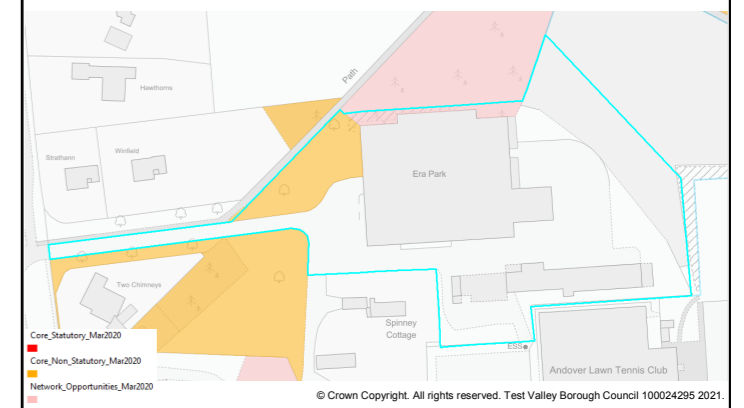 Path
Hawthorns
Strathann
Winfield
Era Park
Two Chimneys
Spinney
Cottage
ESS
Andover Lawn Tennis Club
Core_Statutory_Mar2020
Core_Non_Statutory_Mar2020
Network_Opportunities_Mar2020
© Crown Copyright. All rights reserved. Test Valley Borough Council 100024295 2021.